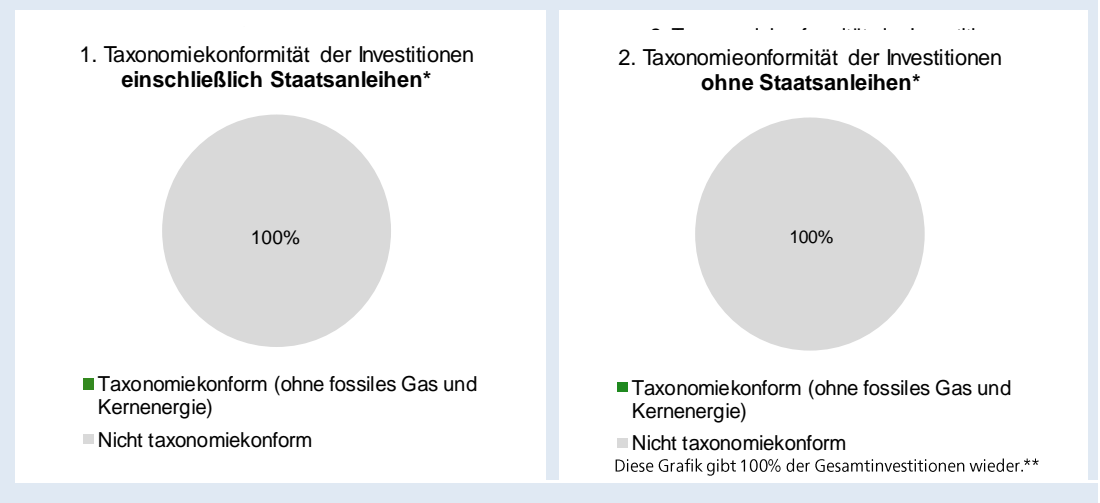 1. Taxonomiekonformität der Investitionen
einschließlich Staatsanleihen*
100%
Taxonomiekonform (ohne fossiles Gas und
Kernenergie)
Nicht taxonomiekonform
2. Taxonomieonformität der Investitionen
ohne Staatsanleihen*
100%
Taxonomiekonform (ohne fossiles Gas und
Kernenergie)
Nicht taxonomiekonform
Diese Grafik gibt 100% der Gesamtinvestitionen wieder.**